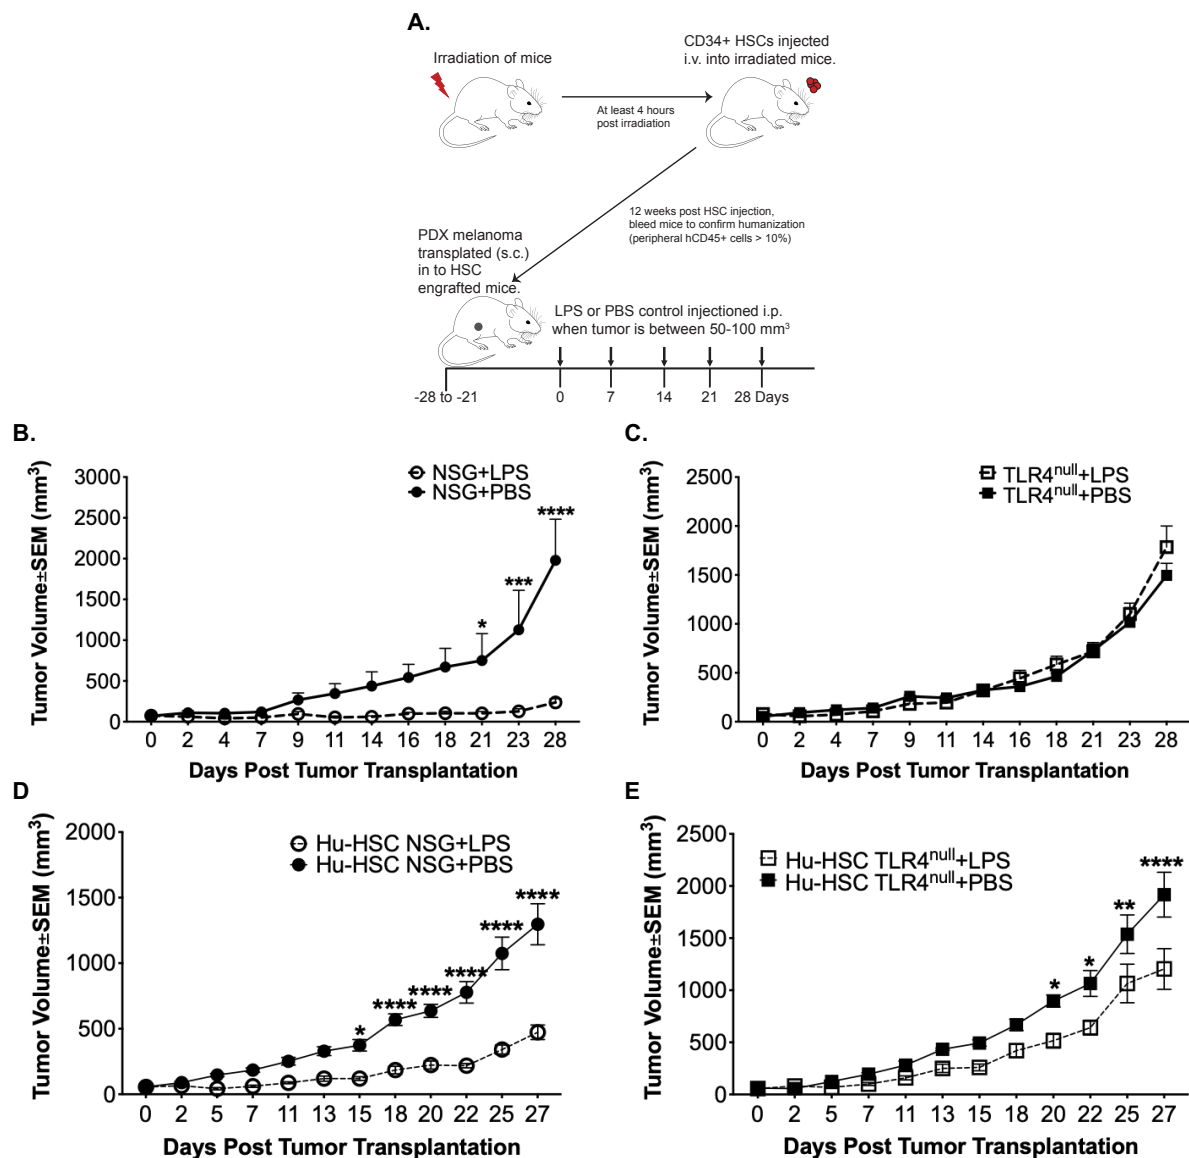 A.
Irradiation of mice
CD34+ HSCs injected
i.v. into irradiated mice.
At least 4 hours
post irradiation
12 weeks post HSC injection,
bleed mice to confirm humanization
(peripheral hCD45+ cells > 10%)
PDX melanoma
transplated (s.c.)
in to HSC
engrafted mice.
LPS or PBS control injectioned i.p.
when tumor is between 50-100 mm³
-28 to -21 0 7 14 21 28 Days
B.
NSG+LPS
NSG+PBS
Tumor Volume±SEM (mm³)
3000
2500
2000
1500
1000
500
0
* *** ****
0 2 4 7 9 11 14 16 18 21 23 28
Days Post Tumor Transplantation
C.
TLR4null+LPS
TLR4null+PBS
Tumor Volume±SEM (mm³)
2500
2000
1500
1000
500
0
0 2 4 7 9 11 14 16 18 21 23 28
Days Post Tumor Transplantation
D
Hu-HSC NSG+LPS
Hu-HSC NSG+PBS
Tumor Volume±SEM (mm³)
2000
1500
1000
500
0
* **** **** **** **** ****
0 2 5 7 11 13 15 18 20 22 25 27
Days Post Tumor Transplantation
E
Hu-HSC TLR4null+LPS
Hu-HSC TLR4null+PBS
Tumor Volume±SEM (mm³)
2500
2000
1500
1000
500
0
* * ** ****
0 2 5 7 11 13 15 18 20 22 25 27
Days Post Tumor Transplantation